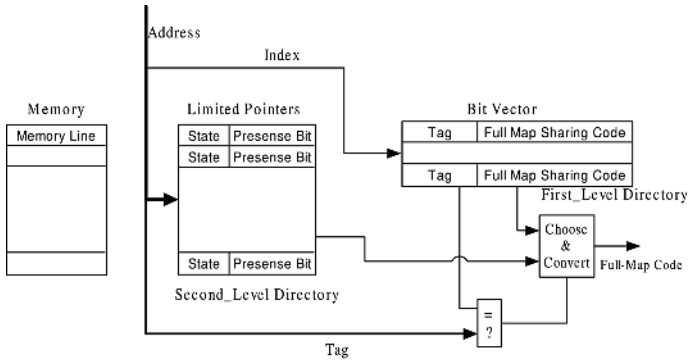 Address
Index
Memory
Limited Pointers
Bit Vector
Memory Line
State Presense Bit
State Presense Bit
State Presense Bit
Second_Level Directory
Tag Full Map Sharing Code
Tag Full Map Sharing Code
First_Level Directory
Choose
&
Convert
Full-Map Code
=
?
Tag